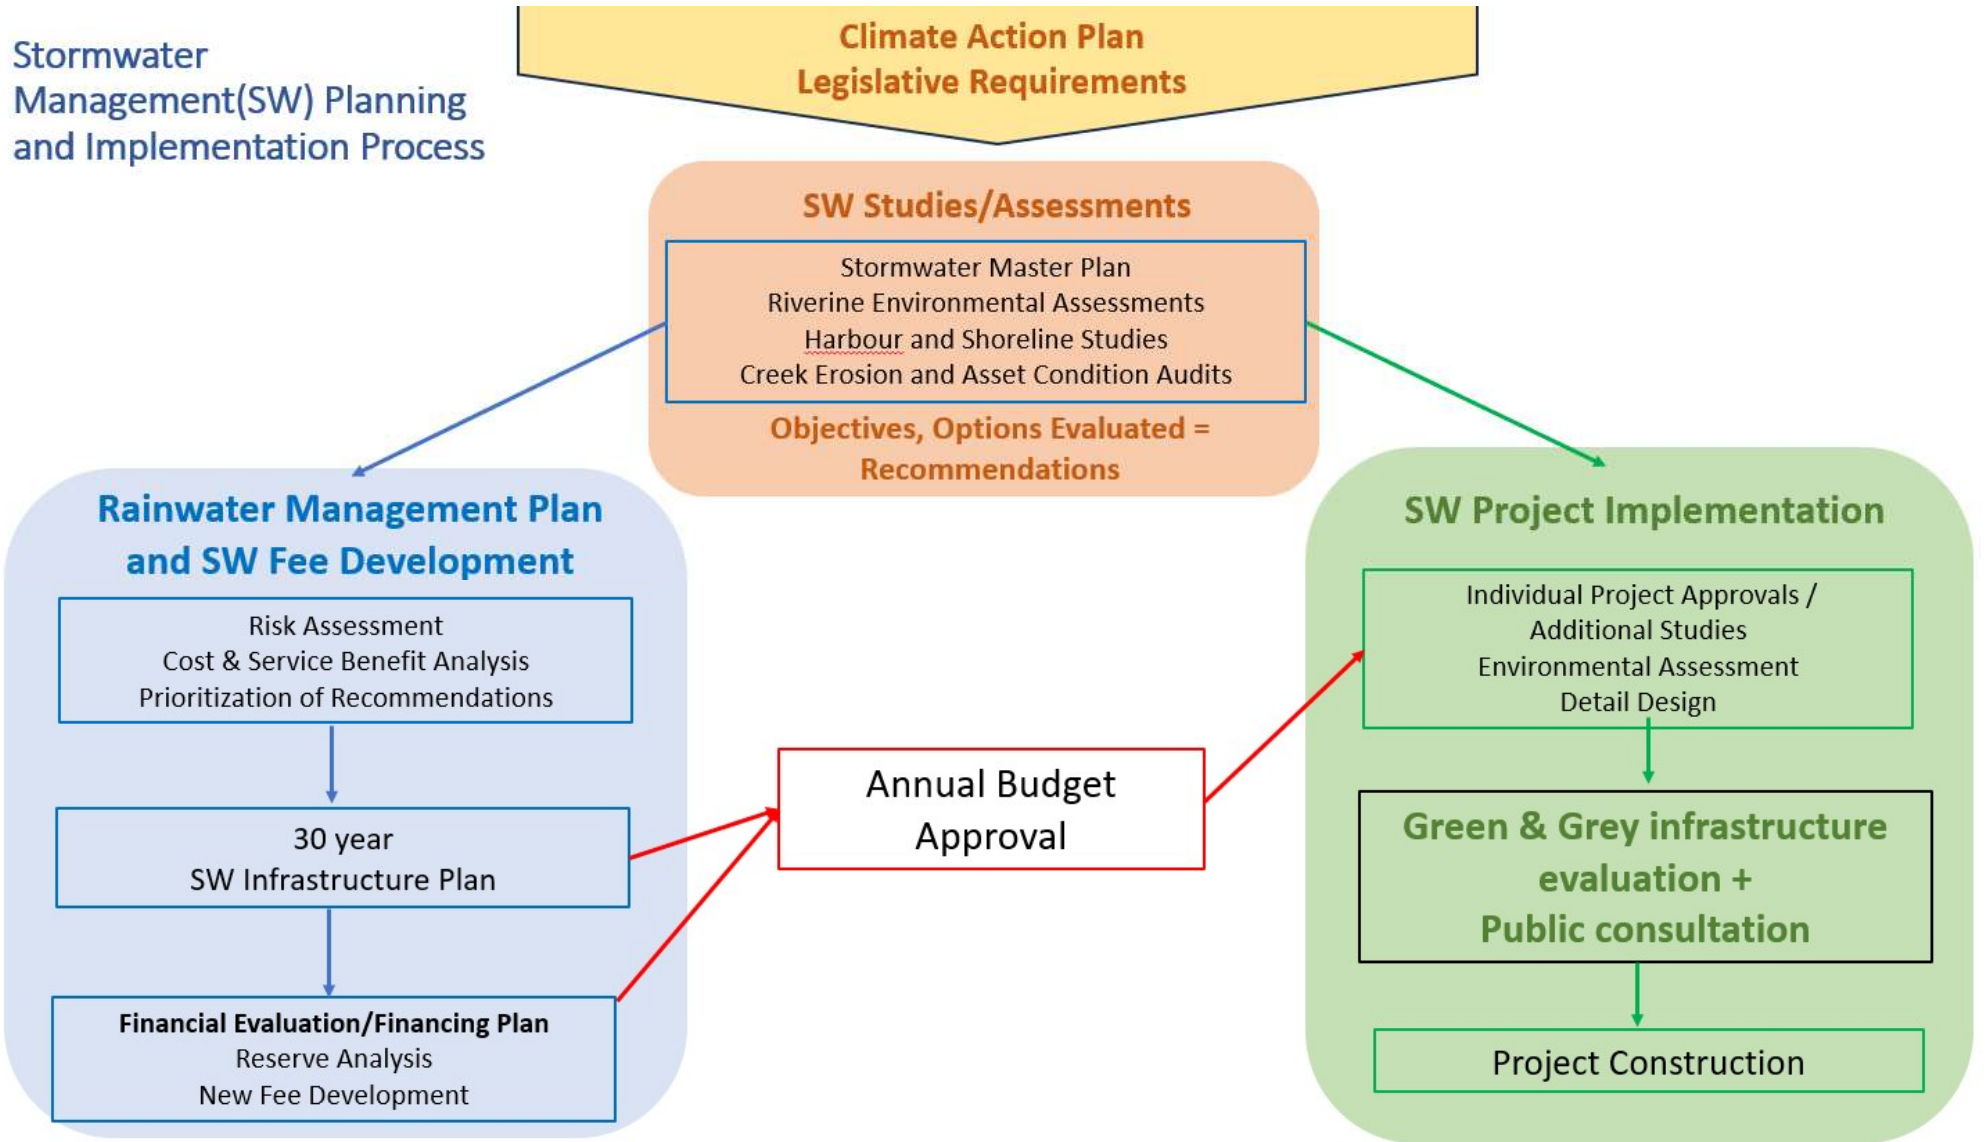 Stormwater
Management(SW) Planning
and Implementation Process
Climate Action Plan
Legislative Requirements
SW Studies/Assessments
Stormwater Master Plan
Riverine Environmental Assessments
Harbour and Shoreline Studies
Creek Erosion and Asset Condition Audits
Objectives, Options Evaluated =
Recommendations
Rainwater Management Plan
and SW Fee Development
Risk Assessment
Cost & Service Benefit Analysis
Prioritization of Recommendations
30 year
SW Infrastructure Plan
Financial Evaluation/Financing Plan
Reserve Analysis
New Fee Development
Annual Budget
Approval
SW Project Implementation
Individual Project Approvals /
Additional Studies
Environmental Assessment
Detail Design
Green & Grey infrastructure
evaluation +
Public consultation
Project Construction